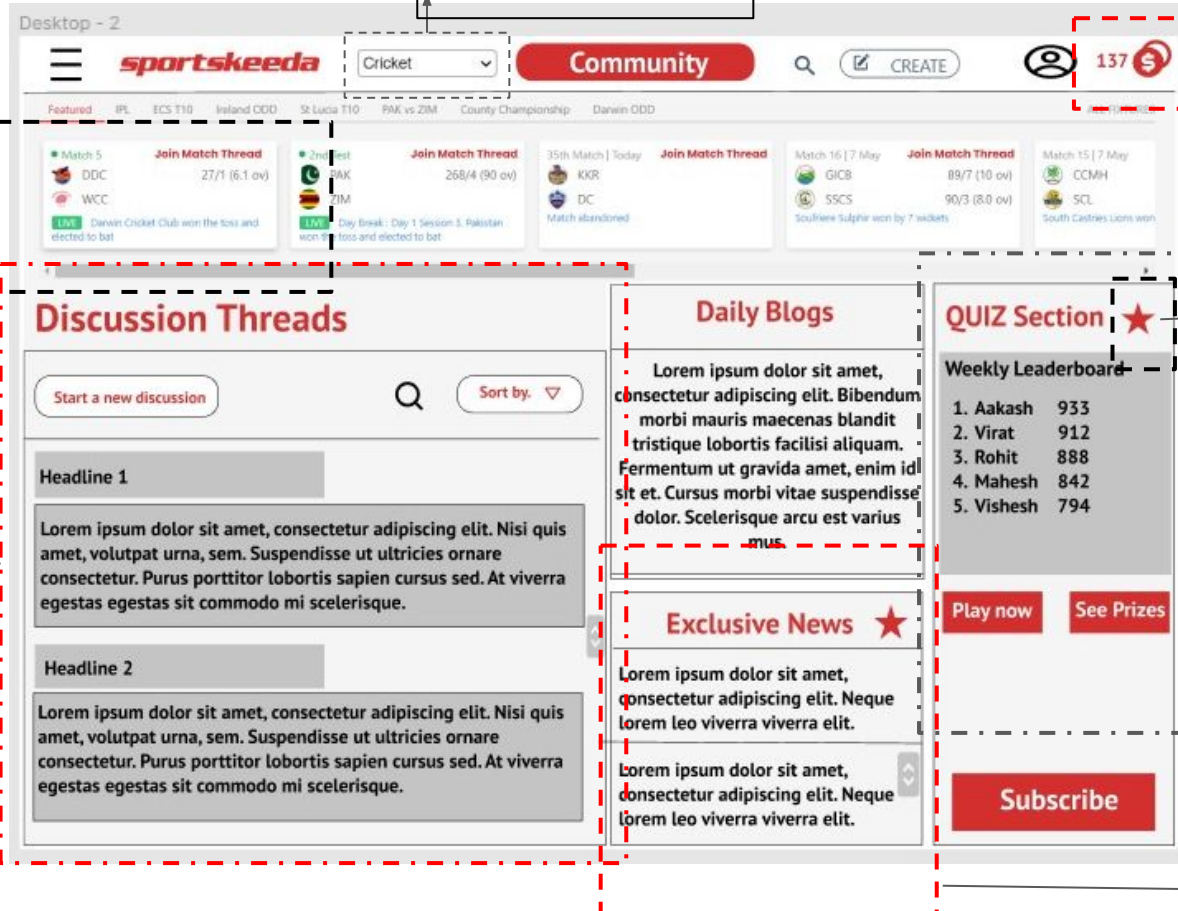 Desktop - 2
sportskeeda
Cricket
Community
CREATE
137
Featured IPL ECS T10 Ireland ODD St Lucia T10 PAK vs ZIM County Championship Darwin ODD ALL FIXTURES
Match 5 Join Match Thread
DDC 27/1 (6.1 ov)
WCC
LIVE Darwin Cricket Club won the toss and
elected to bat
2nd Test Join Match Thread
PAK 268/4 (90 ov)
ZIM
LIVE Day Break : Day 1 Session 3. Pakistan
won the toss and elected to bat
35th Match | Today Join Match Thread
KKR
DC
Match abandoned
Match 16 | 7 May Join Match Thread
GICB 89/7 (10 ov)
SSCS 90/3 (8.0 ov)
Soufriere Sulphir won by 7 wickets
Match 15 | 7 May
CCMH
SCL
South Castries Lions won
Discussion Threads
Start a new discussion
Sort by.
Headline 1
Lorem ipsum dolor sit amet, consectetur adipiscing elit. Nisi quis
amet, volutpat urna, sem. Suspendisse ut ultricies ornare
consectetur. Purus porttitor lobortis sapien cursus sed. At viverra
egestas egestas sit commodo mi scelerisque.
Headline 2
Lorem ipsum dolor sit amet, consectetur adipiscing elit. Nisi quis
amet, volutpat urna, sem. Suspendisse ut ultricies ornare
consectetur. Purus porttitor lobortis sapien cursus sed. At viverra
egestas egestas sit commodo mi scelerisque.
Daily Blogs
Lorem ipsum dolor sit amet,
consectetur adipiscing elit. Bibendum
morbi mauris maecenas blandit
tristique lobortis facilisi aliquam.
Fermentum ut gravida amet, enim id
sit et. Cursus morbi vitae suspendisse
dolor. Scelerisque arcu est varius
mus.
Exclusive News
Lorem ipsum dolor sit amet,
consectetur adipiscing elit. Neque
lorem leo viverra viverra elit.
Lorem ipsum dolor sit amet,
consectetur adipiscing elit. Neque
lorem leo viverra viverra elit.
QUIZ Section
Weekly Leaderboard
1. Aakash 933
2. Virat 912
3. Rohit 888
4. Mahesh 842
5. Vishesh 794
Play now
See Prizes
Subscribe